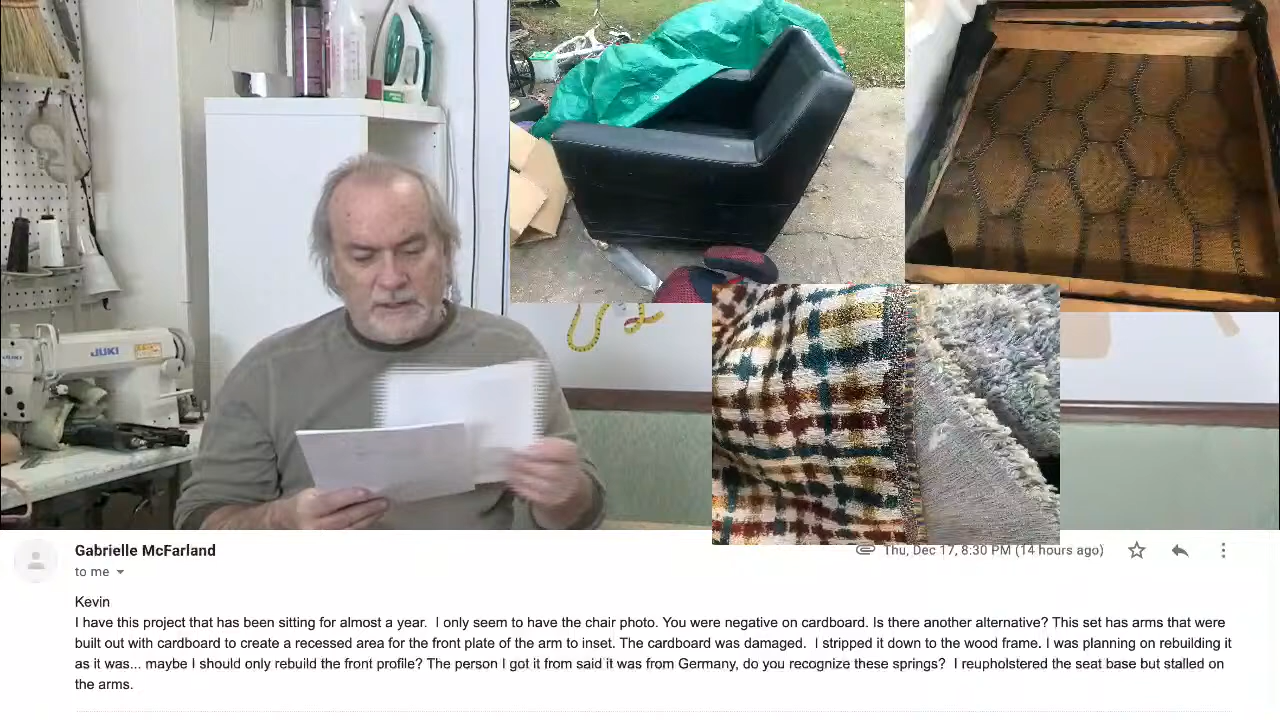 JUKI
JUKI
Gabrielle McFarland
Thu, Dec 17, 8:30 PM (14 hours ago)
to me
Kevin
I have this project that has been sitting for almost a year.  I only seem to have the chair photo. You were negative on cardboard. Is there another alternative? This set has arms that were
built out with cardboard to create a recessed area for the front plate of the arm to inset. The cardboard was damaged.  I stripped it down to the wood frame. I was planning on rebuilding it
as it was... maybe I should only rebuild the front profile? The person I got it from said it was from Germany, do you recognize these springs?  I reupholstered the seat base but stalled on
the arms.